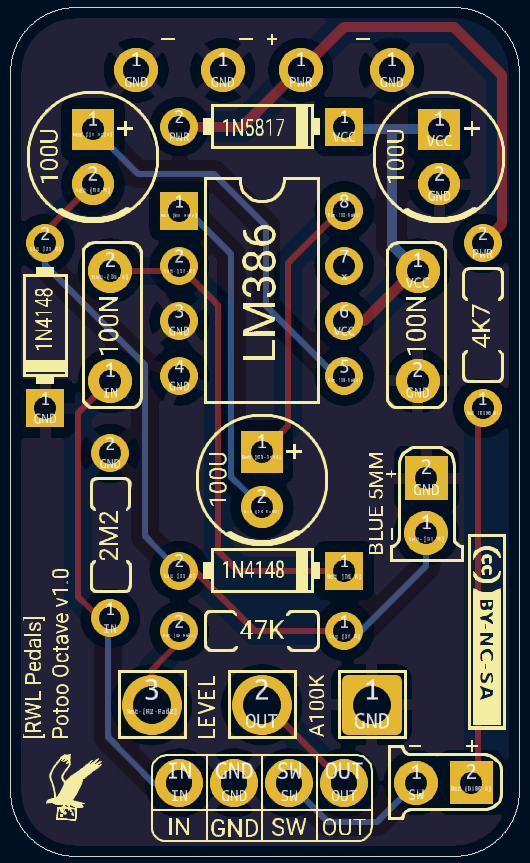 − − + −
1 GND 1 GND 1 PWR 1 GND
100U 1 + 2 PWR 1N5817 1 VCC 100U 1 VCC +
2 2 GND
1 8
2 2 LM386 2 7 x 1 VCC 2 PWR
1N4148 100N 3 GND 6 VCC 100N 4K7
1 GND 1 IN 4 GND 5 2 GND 1
2 GND 100U 1 + BLUE 5MM + 2 GND
2M2 2 − 1
2 1N4148 1 (cc) BY-NC-SA
[RWL Pedals] 1 IN 2 47K 1
Potoo Octave v1.0
3 LEVEL 2 OUT A100K 1 GND
− +
IN GND SW OUT 1 SW 2
IN GND SW OUT
IN GND SW OUT